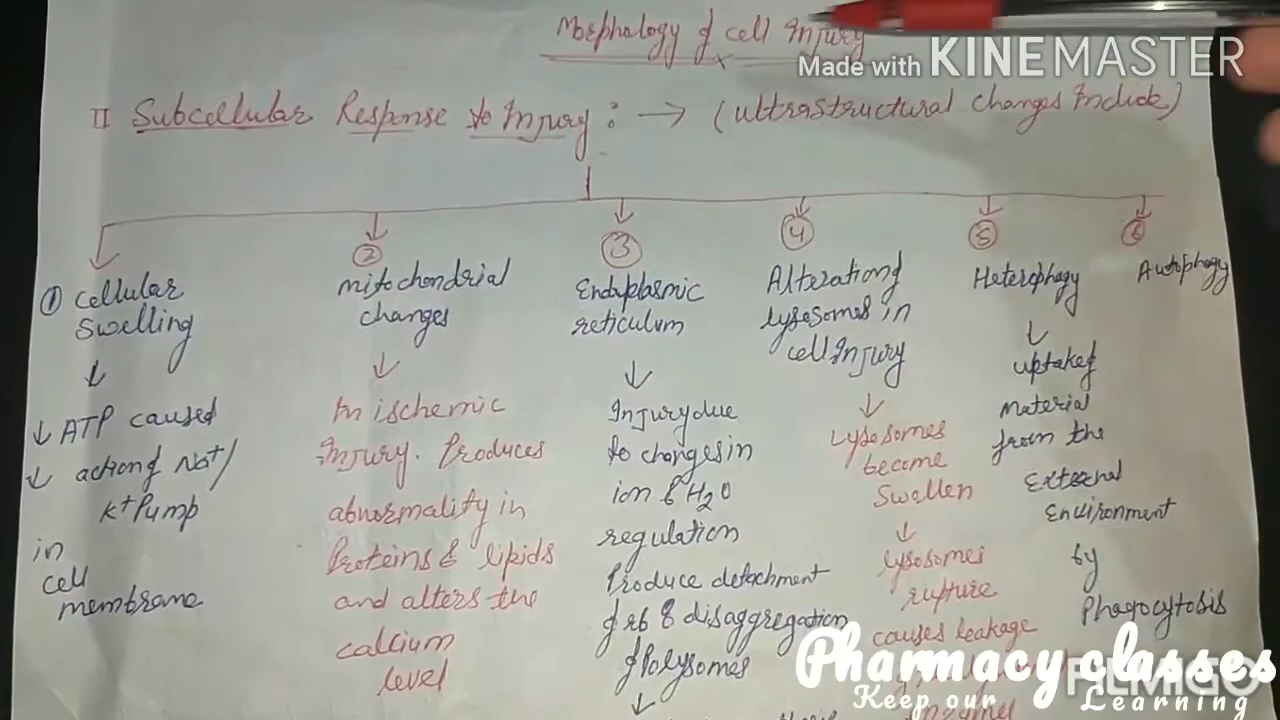 Morphology of cell Injury
Made with KINEMASTER
II Subcellular Response to Injury : → (ultrastructural changes Include)
① cellular
swelling
↓
↓ ATP caused
↓ action of Na+/
K+ Pump
in
cell
membrane
②
mitochondrial
changes
↓
In ischemic
Injury. Produces
abnormality in
Proteins & lipids
and alters the
calcium
level
③
Endoplasmic
reticulum
↓
Injury due
to changes in
ion & H2O
regulation
Produce detachment
of rb & disaggregation
of Polysomes
↓
④
Alteration of
lysosomes in
cell Injury
↓
Lysosomes
become
Swollen
↓
lysosomes
rupture
causes leakage
enzymes
⑤
Heterophagy
↓
uptake of
Material
from the
External
Environment
by
Phagocytosis
⑥
Autophagy
Pharmacy classes
Keep our Learning
FILMIGO